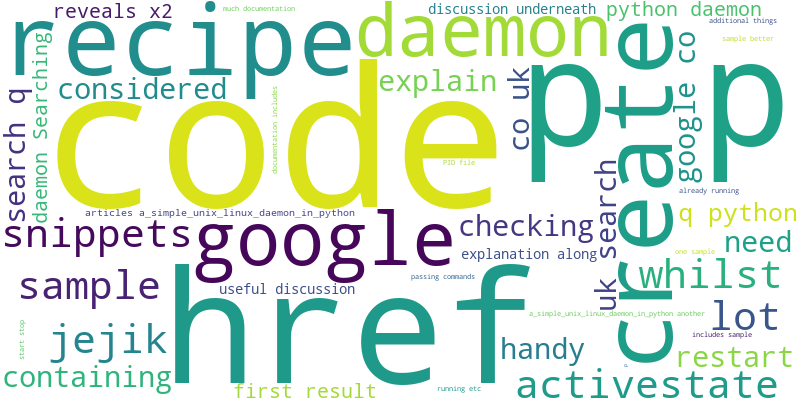 reveals x2
much documentation
discussion underneath
python daemon
additional things
sample better
recipe
daemon
create
google co
p p
considered
explain
co uk
daemon Searching
search q
documentation includes
code
PID file
already running
articles a_simple_unix_linux_daemon_in_python
snippets
google
checking
explanation along
uk search
q python
need
one sample
sample
useful discussion
passing commands
whilst
href
lot
a_simple_unix_linux_daemon_in_python another
includes sample
jejik
handy
restart
start stop
containing
first result
running etc
activestate
p